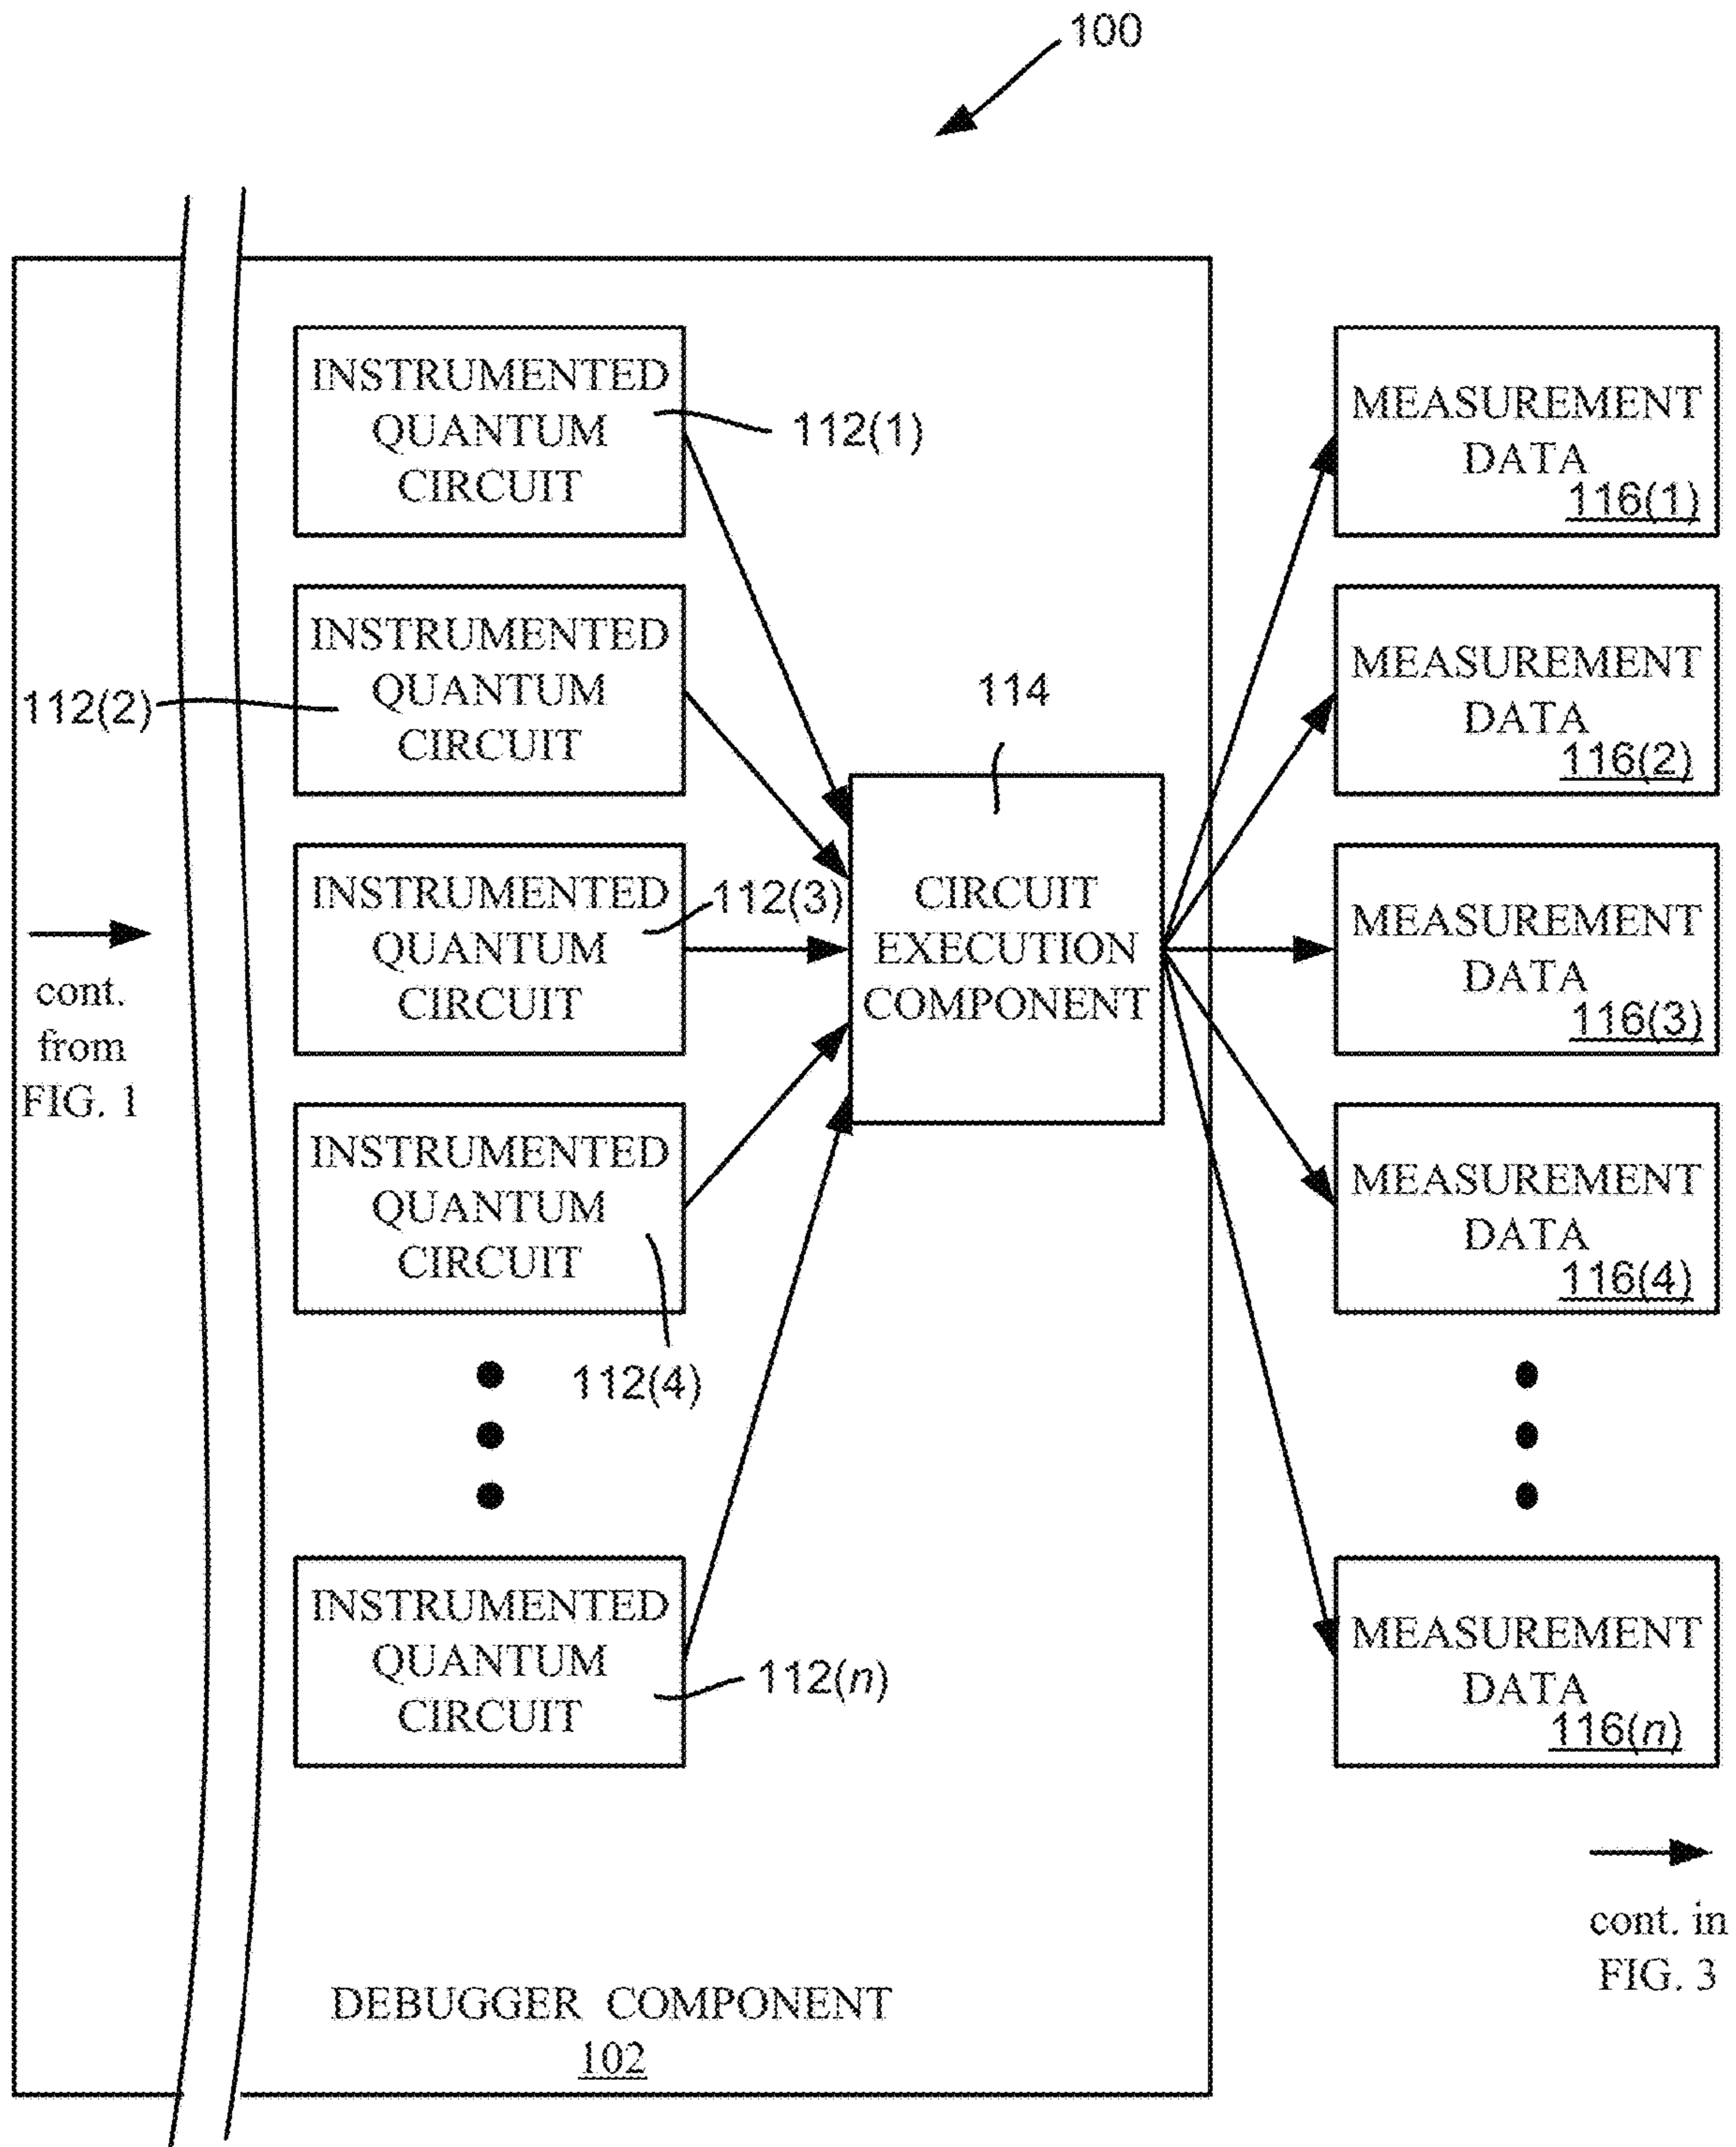 100
INSTRUMENTED
QUANTUM
CIRCUIT
112(1)
MEASUREMENT
DATA
116(1)
INSTRUMENTED
QUANTUM
CIRCUIT
112(2)
MEASUREMENT
DATA
116(2)
114
INSTRUMENTED
QUANTUM
CIRCUIT
112(3)
CIRCUIT
EXECUTION
COMPONENT
MEASUREMENT
DATA
116(3)
cont.
from
FIG. 1
INSTRUMENTED
QUANTUM
CIRCUIT
112(4)
MEASUREMENT
DATA
116(4)
INSTRUMENTED
QUANTUM
CIRCUIT
112(n)
MEASUREMENT
DATA
116(n)
cont. in
FIG. 3
DEBUGGER COMPONENT
102